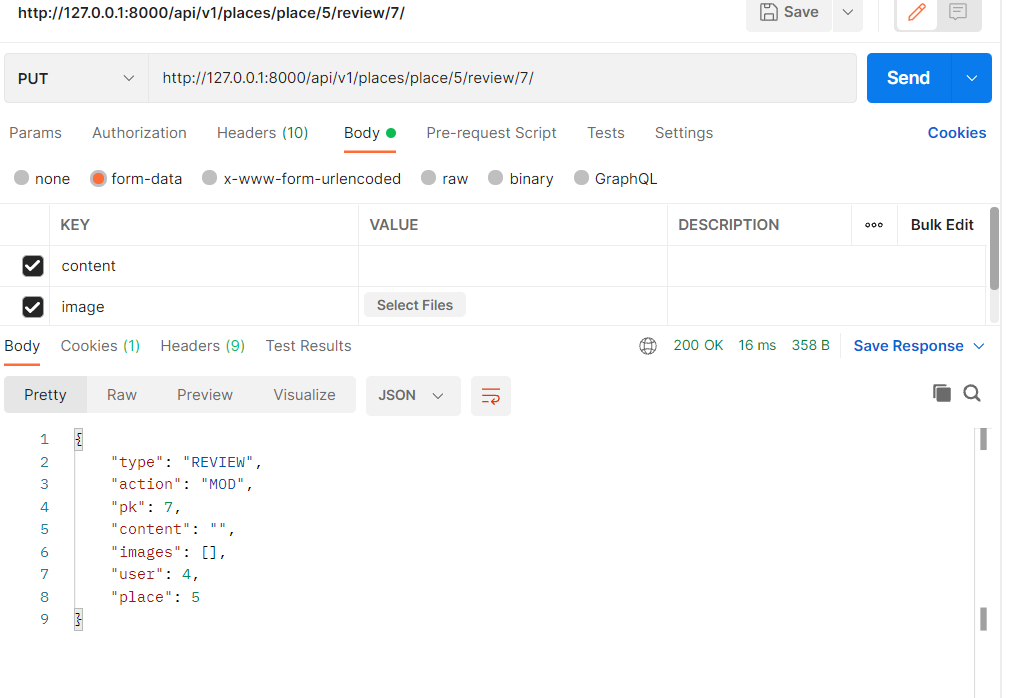 http://127.0.0.1:8000/api/v1/places/place/5/review/7/ Save
PUT http://127.0.0.1:8000/api/v1/places/place/5/review/7/ Send
Params Authorization Headers (10) Body Pre-request Script Tests Settings Cookies
none form-data x-www-form-urlencoded raw binary GraphQL
KEY VALUE DESCRIPTION ooo Bulk Edit
content
image Select Files
Body Cookies (1) Headers (9) Test Results 200 OK 16 ms 358 B Save Response
Pretty Raw Preview Visualize JSON
1 {
2 "type": "REVIEW",
3 "action": "MOD",
4 "pk": 7,
5 "content": "",
6 "images": [],
7 "user": 4,
8 "place": 5
9 }